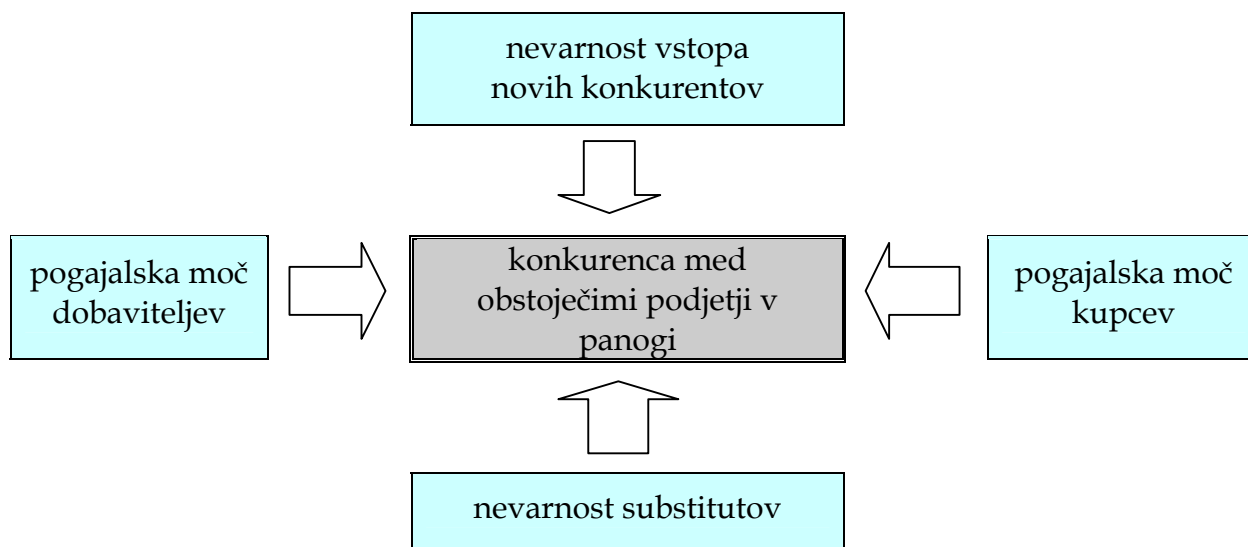 nevarnost vstopa
novih konkurentov
pogajalska moč
dobaviteljev
konkurenca med
obstoječimi podjetji v
panogi
pogajalska moč
kupcev
nevarnost substitutov